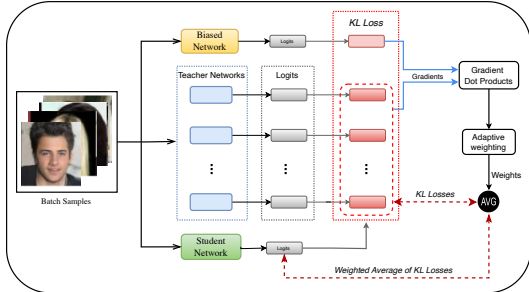 KL Loss
Biased
Network
Logits
Teacher Networks
Logits
Gradients
Gradient
Dot Products
Adaptive
weighting
Weights
KL Losses
AVG
Batch Samples
Student
Network
Logits
Weighted Average of KL Losses